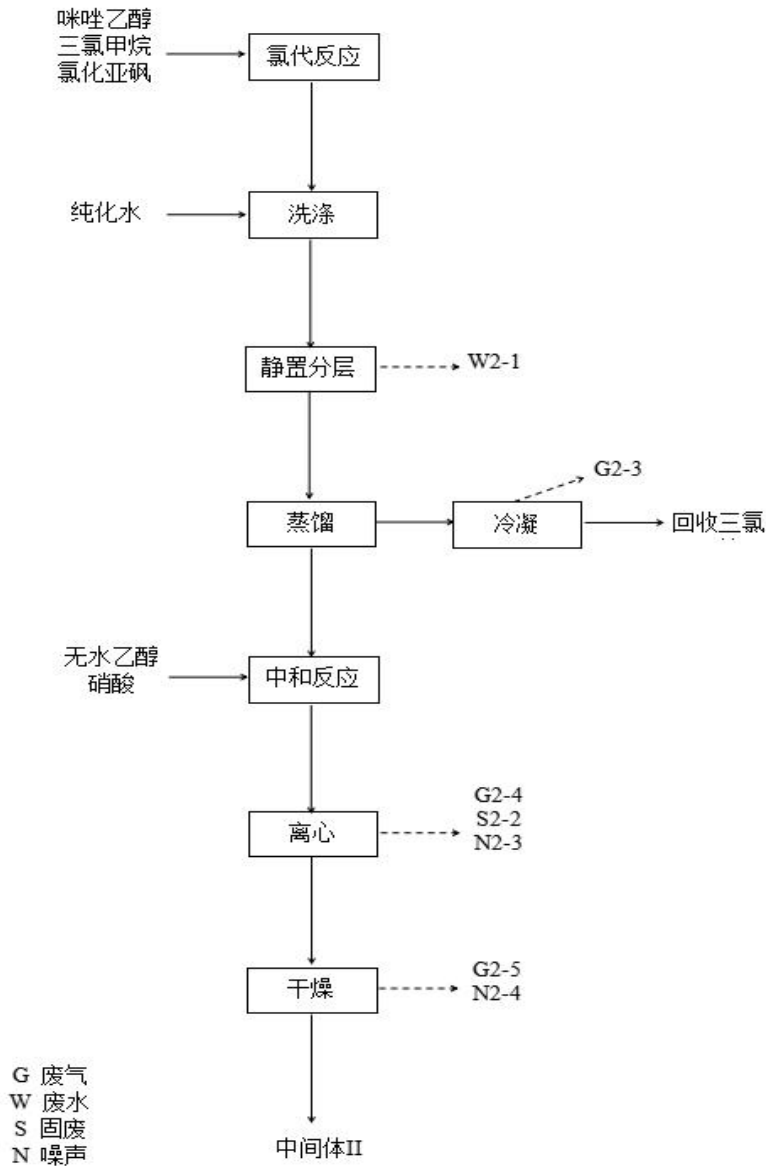 咪唑乙醇
三氯甲烷
氯化亚砜
氯代反应
纯化水
洗涤
静置分层
W2-1
G2-3
蒸馏
冷凝
回收三氯
无水乙醇
硝酸
中和反应
G2-4
S2-2
N2-3
离心
G2-5
N2-4
干燥
G 废气
W 废水
S 固废
N 噪声
中间体II